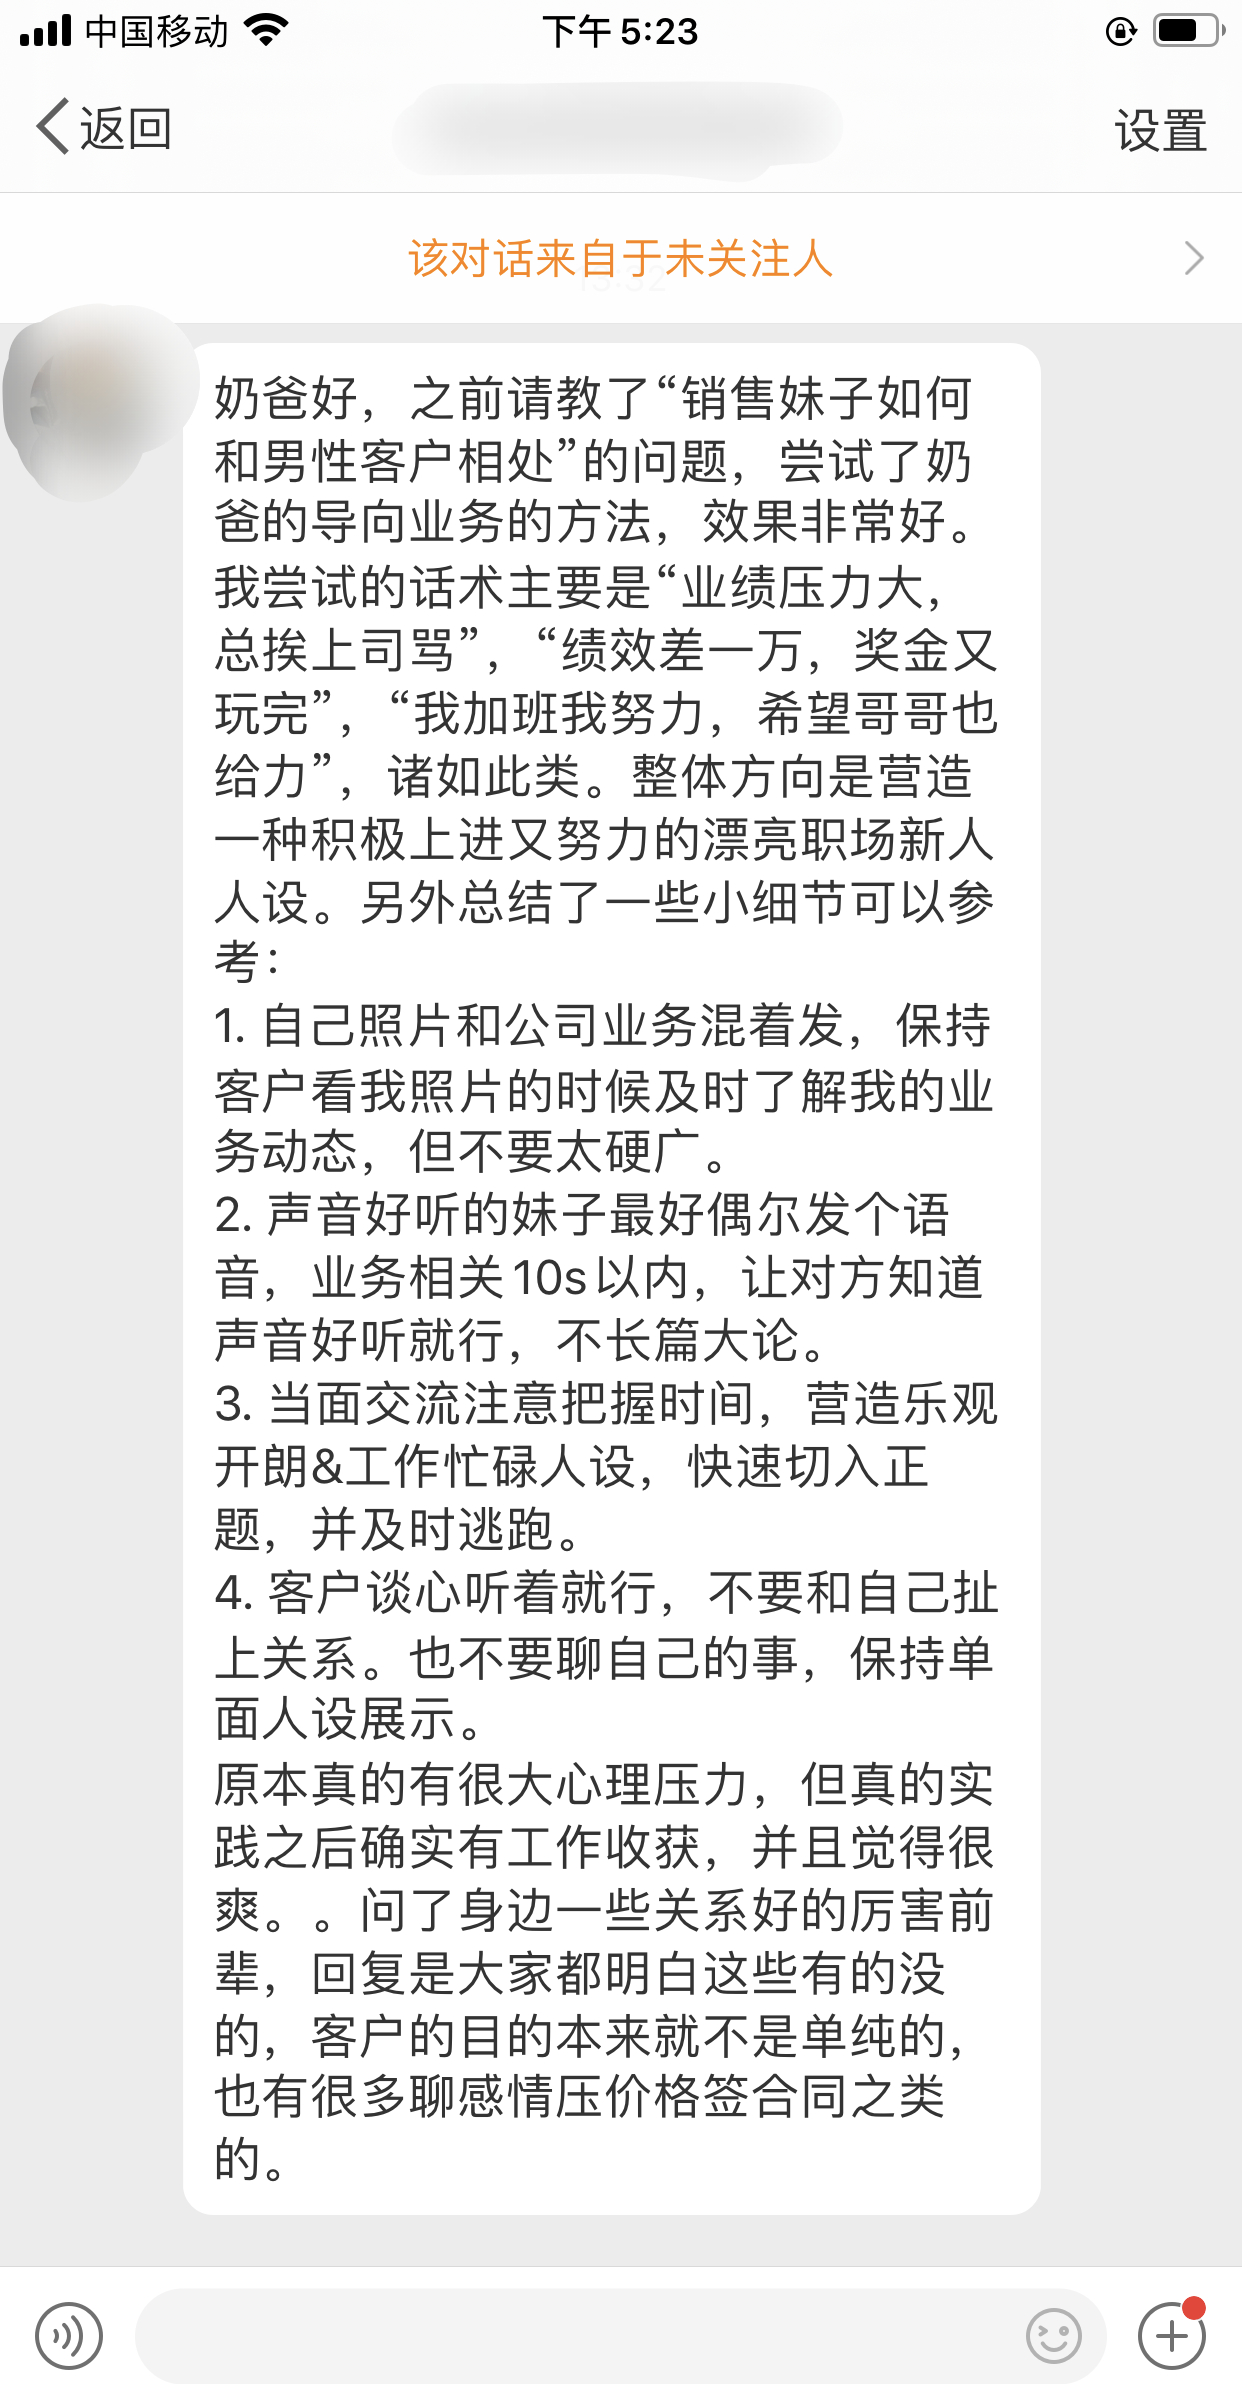 中国移动
下午 5:23
返回
设置
该对话来自于未关注人
奶爸好，之前请教了“销售妹子如何
和男性客户相处”的问题，尝试了奶
爸的导向业务的方法，效果非常好。
我尝试的话术主要是“业绩压力大，
总挨上司骂”，“绩效差一万，奖金又
玩完”，“我加班我努力，希望哥哥也
给力”，诸如此类。整体方向是营造
一种积极上进又努力的漂亮职场新人
人设。另外总结了一些小细节可以参
考：
1. 自己照片和公司业务混着发，保持
客户看我照片的时候及时了解我的业
务动态，但不要太硬广。
2. 声音好听的妹子最好偶尔发个语
音，业务相关10s以内，让对方知道
声音好听就行，不长篇大论。
3. 当面交流注意把握时间，营造乐观
开朗&工作忙碌人设，快速切入正
题，并及时逃跑。
4. 客户谈心听着就行，不要和自己扯
上关系。也不要聊自己的事，保持单
面人设展示。
原本真的有很大心理压力，但真的实
践之后确实有工作收获，并且觉得很
爽。。问了身边一些关系好的厉害前
辈，回复是大家都明白这些有的没
的，客户的目的本来就不是单纯的，
也有很多聊感情压价格签合同之类
的。